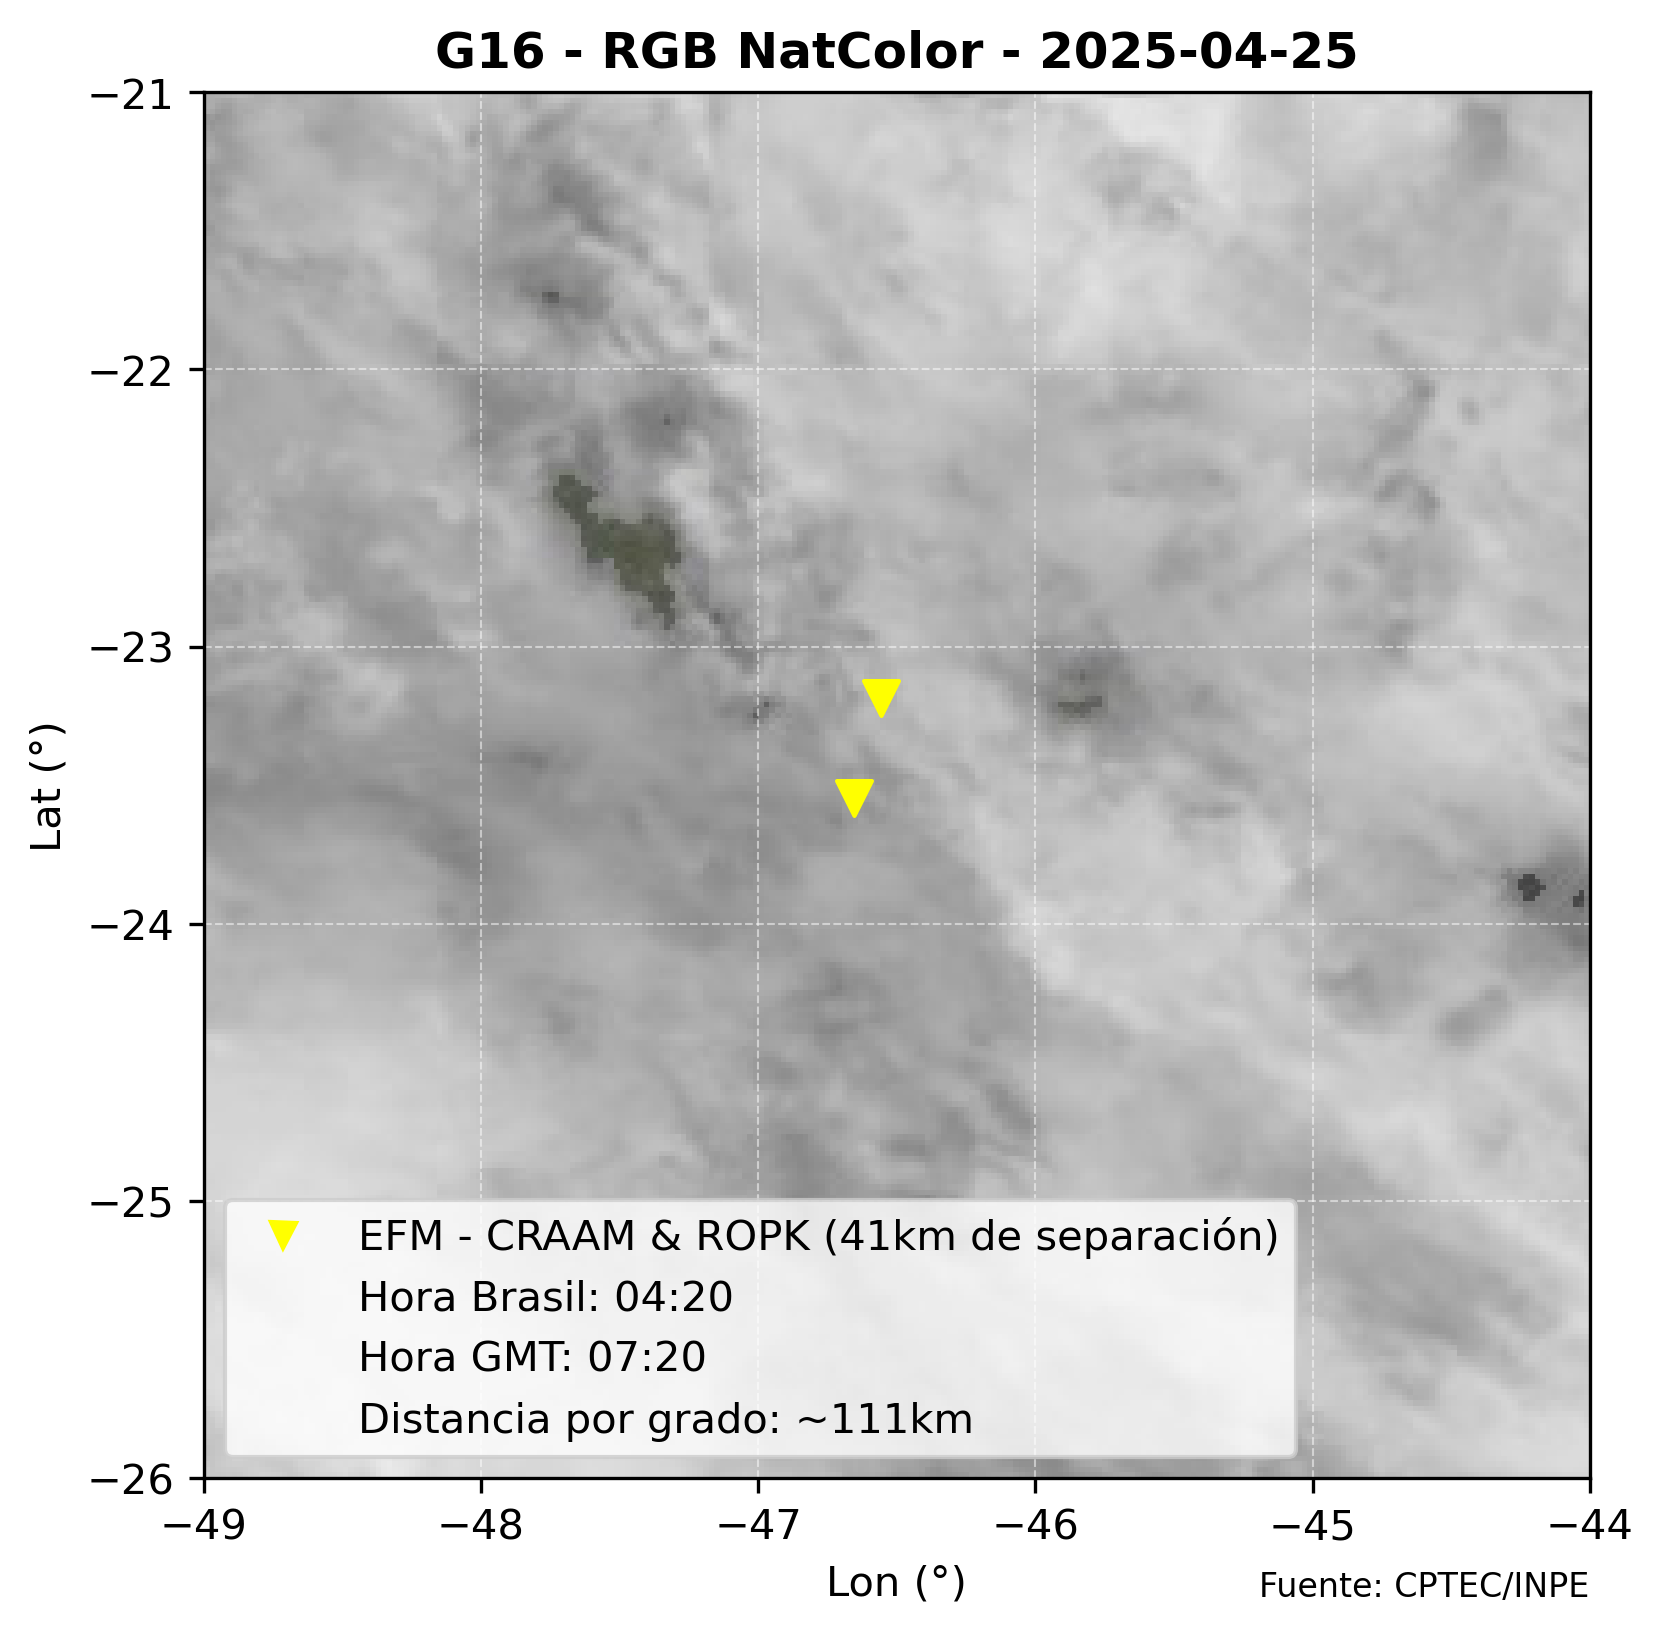 G16 - RGB NatColor - 2025-04-25
−21
−22
−23
−24
−25
−26
Lat (°)
EFM - CRAAM & ROPK (41km de separación)
Hora Brasil: 04:20
Hora GMT: 07:20
Distancia por grado: ~111km
−49 −48 −47 −46 −45 −44
Lon (°)
Fuente: CPTEC/INPE